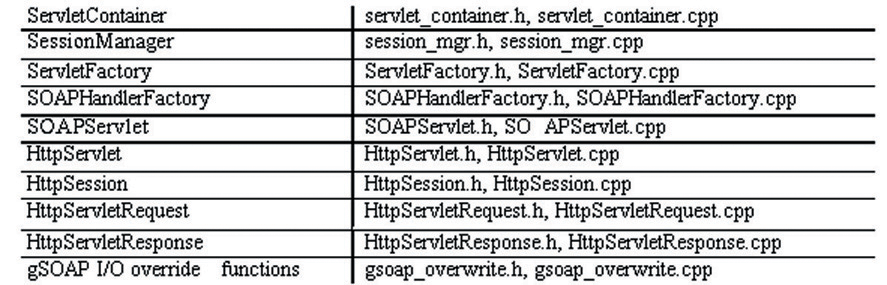 ServletContainer servlet_container.h, servlet_container.cpp
SessionManager session_mgr.h, session_mgr.cpp
ServletFactory ServletFactory.h, ServletFactory.cpp
SOAPHandlerFactory SOAPHandlerFactory.h, SOAPHandlerFactory.cpp
SOAPServlet SOAPServlet.h, SO APServlet.cpp
HttpServlet HttpServlet.h, HttpServlet.cpp
HttpSession HttpSession.h, HttpSession.cpp
HttpServletRequest HttpServletRequest.h, HttpServletRequest.cpp
HttpServletResponse HttpServletResponse.h, HttpServletResponse.cpp
gSOAP I/O override functions gsoap_overwrite.h, gsoap_overwrite.cpp